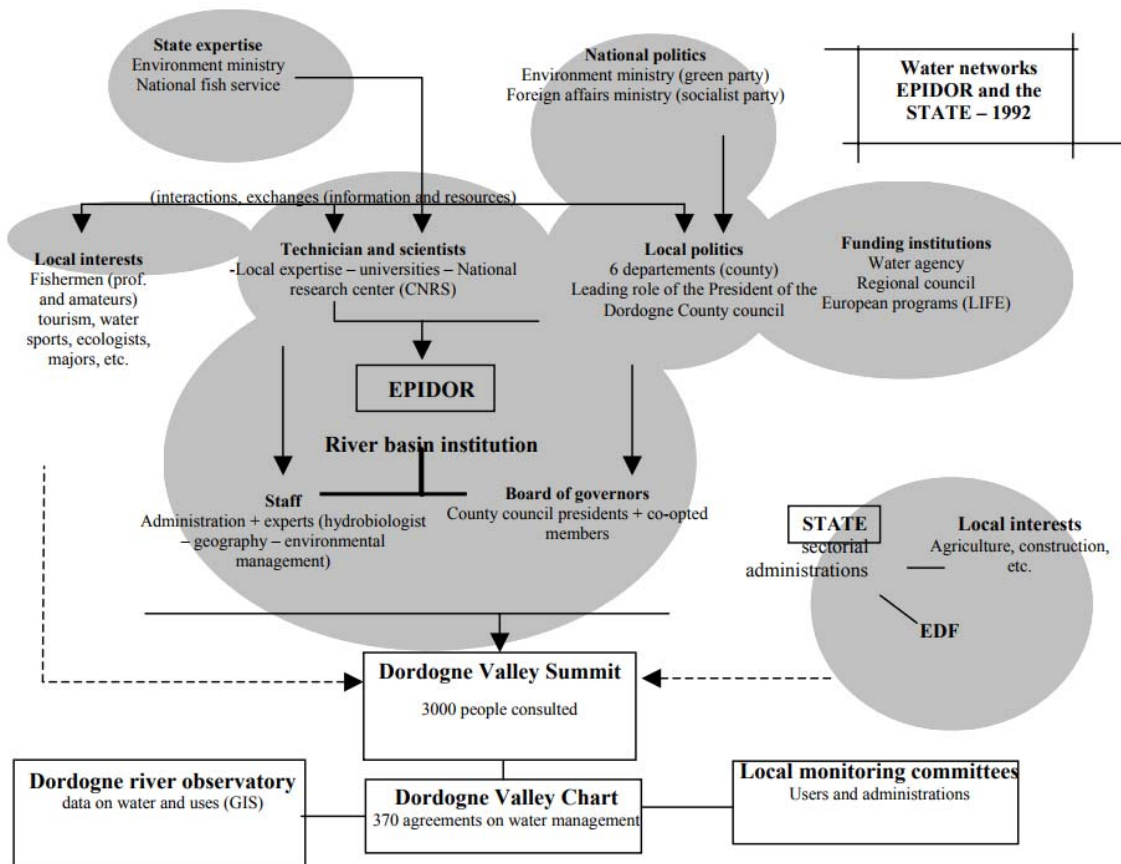 State expertise
Environment ministry
National fish service
National politics
Environment ministry (green party)
Foreign affairs ministry (socialist party)
Water networks
EPIDOR and the
STATE – 1992
(interactions, exchanges (information and resources)
Local interests
Fishermen (prof.
and amateurs)
tourism, water
sports, ecologists,
majors, etc.
Technician and scientists
-Local expertise – universities – National
research center (CNRS)
Local politics
6 departements (county)
Leading role of the President of the
Dordogne County council
Funding institutions
Water agency
Regional council
European programs (LIFE)
EPIDOR
River basin institution
Staff
Administration + experts (hydrobiologist
– geography – environmental
management)
Board of governors
County council presidents + co-opted
members
STATE
sectorial
administrations
Local interests
Agriculture, construction,
etc.
EDF
Dordogne Valley Summit
3000 people consulted
Dordogne river observatory
data on water and uses (GIS)
Dordogne Valley Chart
370 agreements on water management
Local monitoring committees
Users and administrations